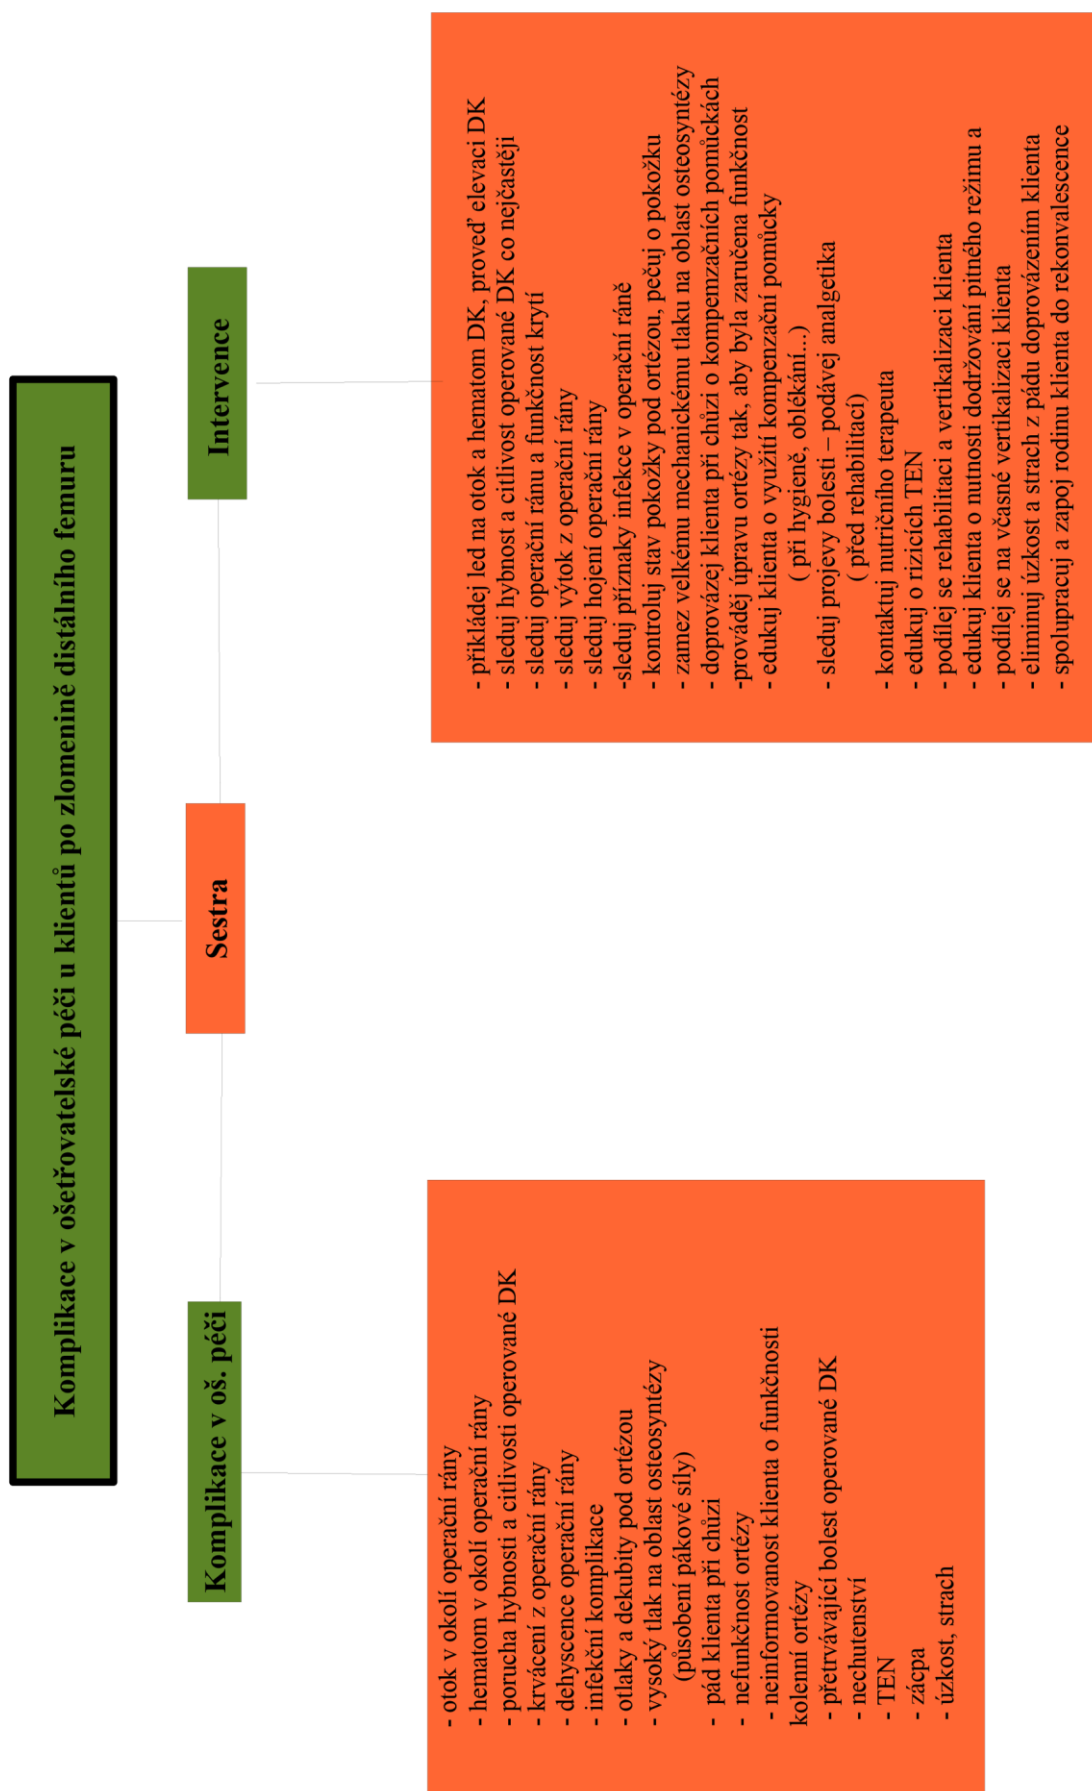 Komplikace v ošetřovatelské péči u klientů po zlomenině distálního femuru
Komplikace v oš. péči
Sestra
Intervence
- otok v okolí operační rány
- hematom v okolí operační rány
- porucha hybnosti a citlivosti operované DK
- krvácení z operační rány
- dehyscence operační rány
- infekční komplikace
- otlaky a dekubity pod ortézou
- vysoký tlak na oblast osteosyntézy
(působení pákové síly)
- pád klienta při chůzi
- nefunkčnost ortézy
- neinformovanost klienta o funkčnosti
kolenní ortézy
- přetrvávající bolest operované DK
- nechutenství
- TEN
- zácpa
- úzkost, strach
- přikládej led na otok a hematom DK, proveď elevaci DK
- sleduj hybnost a citlivost operované DK co nejčastěji
- sleduj operační ránu a funkčnost krytí
- sleduj výtok z operační rány
- sleduj hojení operační rány
-sleduj příznaky infekce v operační ráně
- kontroluj stav pokožky pod ortézou, pečuj o pokožku
- zamez velkému mechanickému tlaku na oblast osteosyntézy
- doprovázej klienta při chůzi o kompemzačních pomůckách
-prováděj úpravu ortézy tak, aby byla zaručena funkčnost
- edukuj klienta o využití kompenzační pomůcky
( při hygieně, oblékání...)
- sleduj projevy bolesti – podávej analgetika
( před rehabilitací)
- kontaktuj nutričního terapeuta
- edukuj o rizicích TEN
- podílej se rehabilitaci a vertikalizaci klienta
- edukuj klienta o nutnosti dodržování pitného režimu a
- podílej se na včasné vertikalizaci klienta
- eliminuj úzkost a strach z pádu doprovázením klienta
- spolupracuj a zapoj rodinu klienta do rekonvalescence